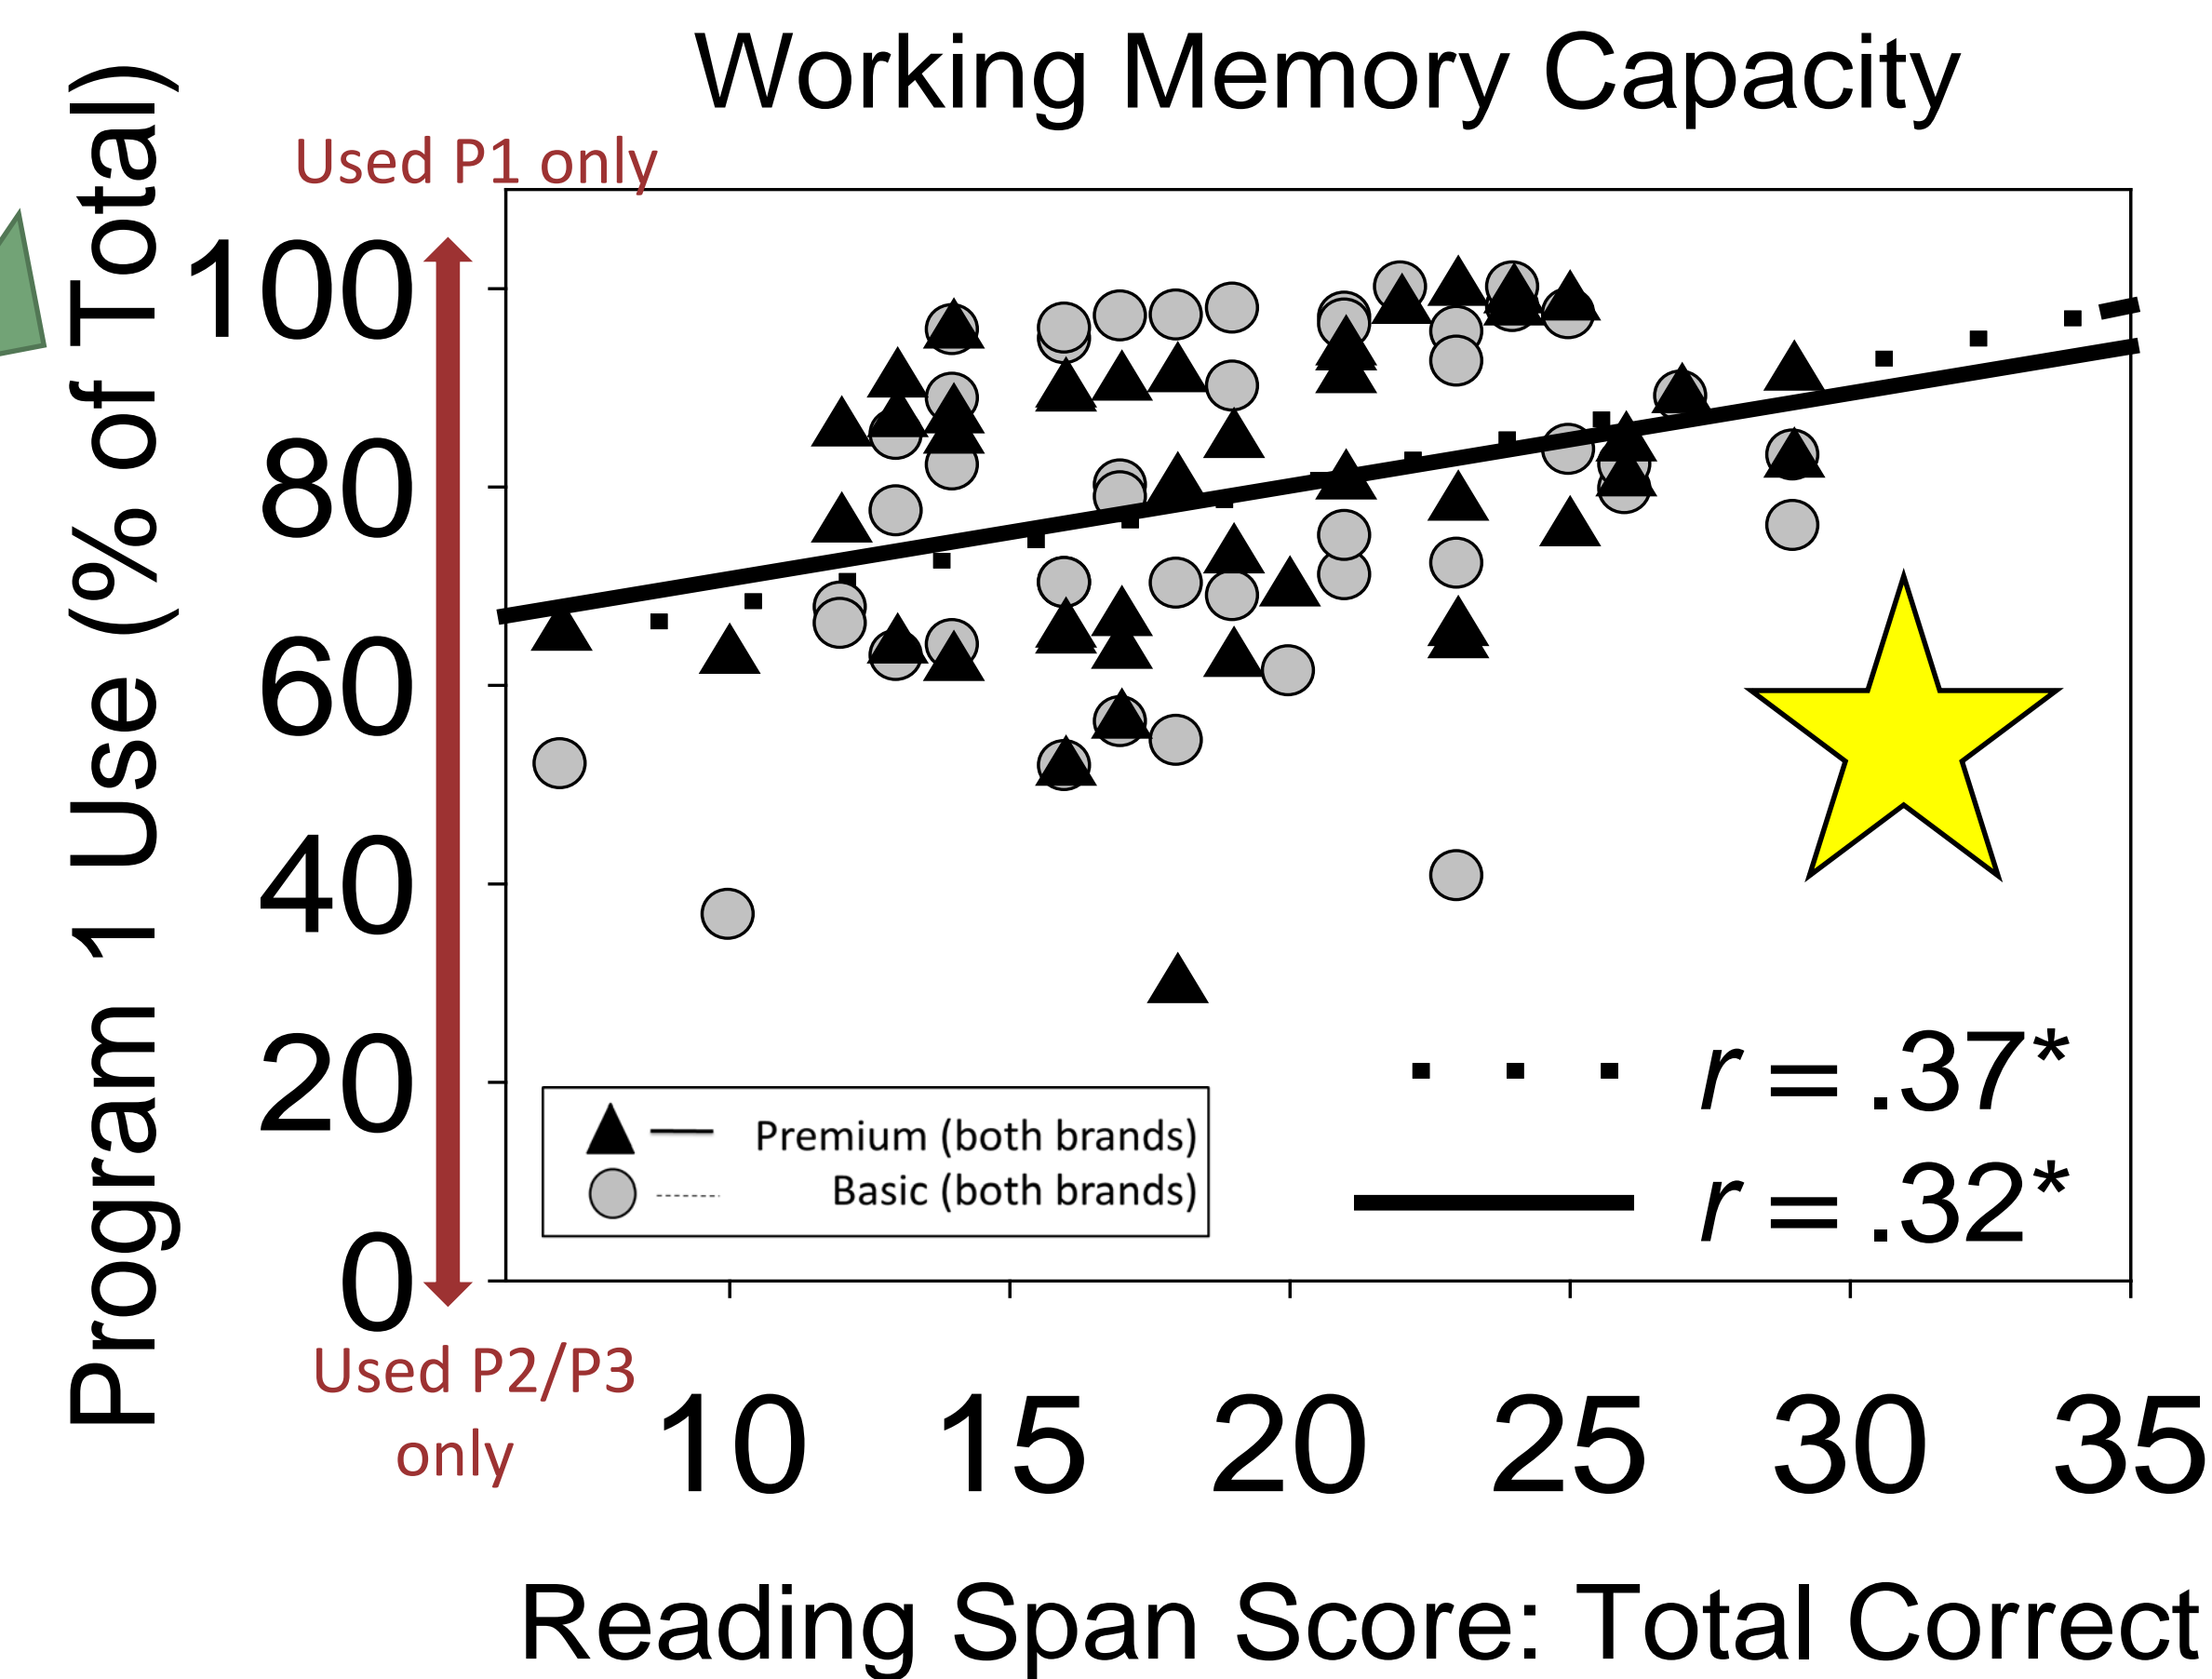 Working Memory Capacity
Used P1 only
Program 1 Use (% of Total)
100
80
60
40
20
0
Used P2/P3
only
r = .37*
r = .32*
Premium (both brands)
Basic (both brands)
10 15 20 25 30 35
Reading Span Score: Total Correct